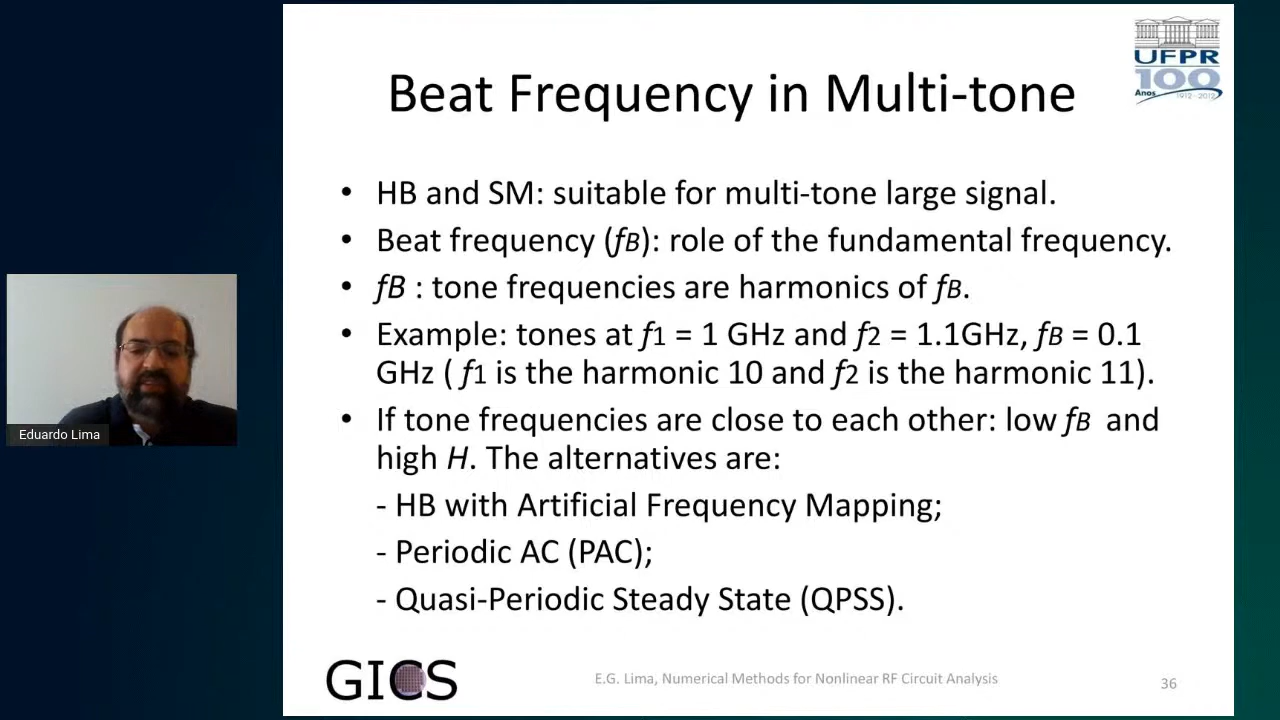 UFPR
100
Anos 1912 - 2012
Beat Frequency in Multi-tone
• HB and SM: suitable for multi-tone large signal.
• Beat frequency (fB): role of the fundamental frequency.
• fB : tone frequencies are harmonics of fB.
• Example: tones at f1 = 1 GHz and f2 = 1.1GHz, fB = 0.1
GHz ( f1 is the harmonic 10 and f2 is the harmonic 11).
• If tone frequencies are close to each other: low fB and
high H. The alternatives are:
- HB with Artificial Frequency Mapping;
- Periodic AC (PAC);
- Quasi-Periodic Steady State (QPSS).
Eduardo Lima
GICS
E.G. Lima, Numerical Methods for Nonlinear RF Circuit Analysis
36